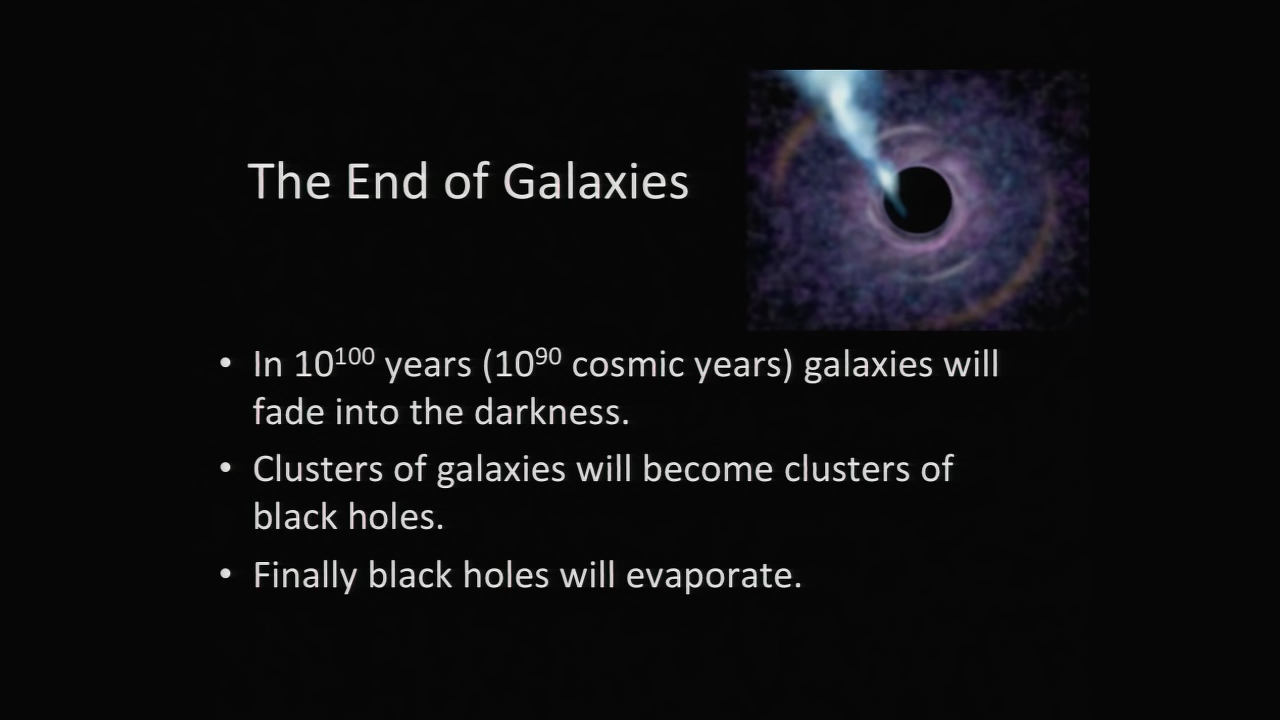 The End of Galaxies
• In 10¹⁰⁰ years (10⁹⁰ cosmic years) galaxies will
fade into the darkness.
• Clusters of galaxies will become clusters of
black holes.
• Finally black holes will evaporate.